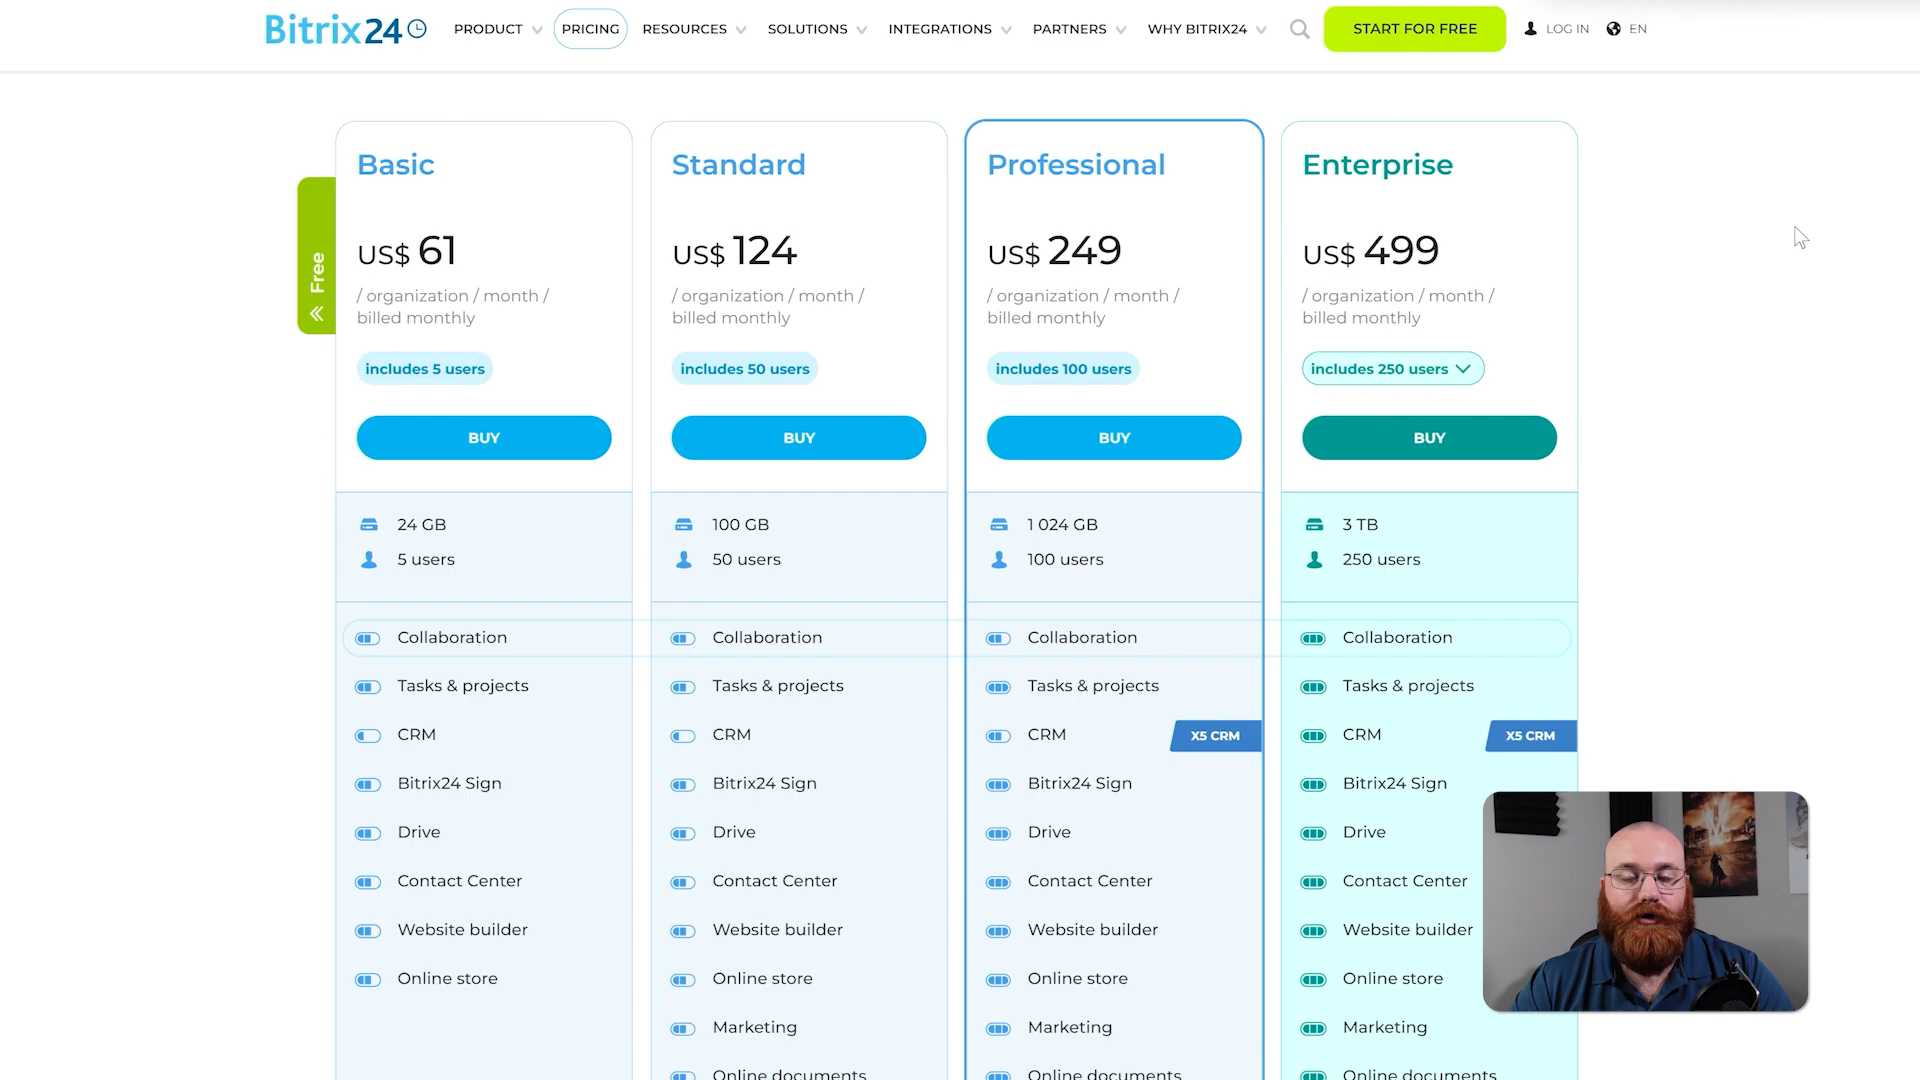 Bitrix24
PRODUCT
PRICING
RESOURCES
SOLUTIONS
INTEGRATIONS
PARTNERS
WHY BITRIX24
START FOR FREE
LOG IN
EN
Free
Basic
US$ 61
/ organization / month /
billed monthly
includes 5 users
BUY
24 GB
5 users
Collaboration
Tasks & projects
CRM
Bitrix24 Sign
Drive
Contact Center
Website builder
Online store
Standard
US$ 124
/ organization / month /
billed monthly
includes 50 users
BUY
100 GB
50 users
Collaboration
Tasks & projects
CRM
Bitrix24 Sign
Drive
Contact Center
Website builder
Online store
Marketing
Online documents
Professional
US$ 249
/ organization / month /
billed monthly
includes 100 users
BUY
1 024 GB
100 users
Collaboration
Tasks & projects
CRM
X5 CRM
Bitrix24 Sign
Drive
Contact Center
Website builder
Online store
Marketing
Online documents
Enterprise
US$ 499
/ organization / month /
billed monthly
includes 250 users
BUY
3 TB
250 users
Collaboration
Tasks & projects
CRM
X5 CRM
Bitrix24 Sign
Drive
Contact Center
Website builder
Online store
Marketing
Online documents